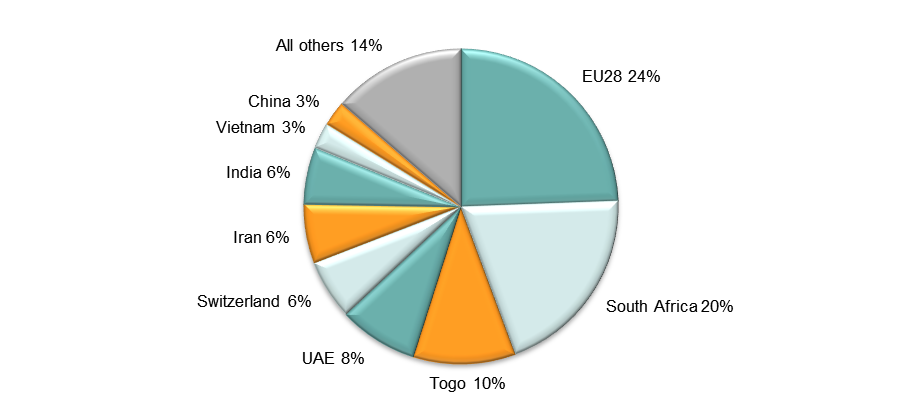 All others 14%
EU28 24%
China 3%
Vietnam 3%
India 6%
Iran 6%
Switzerland 6%
South Africa 20%
UAE 8%
Togo 10%